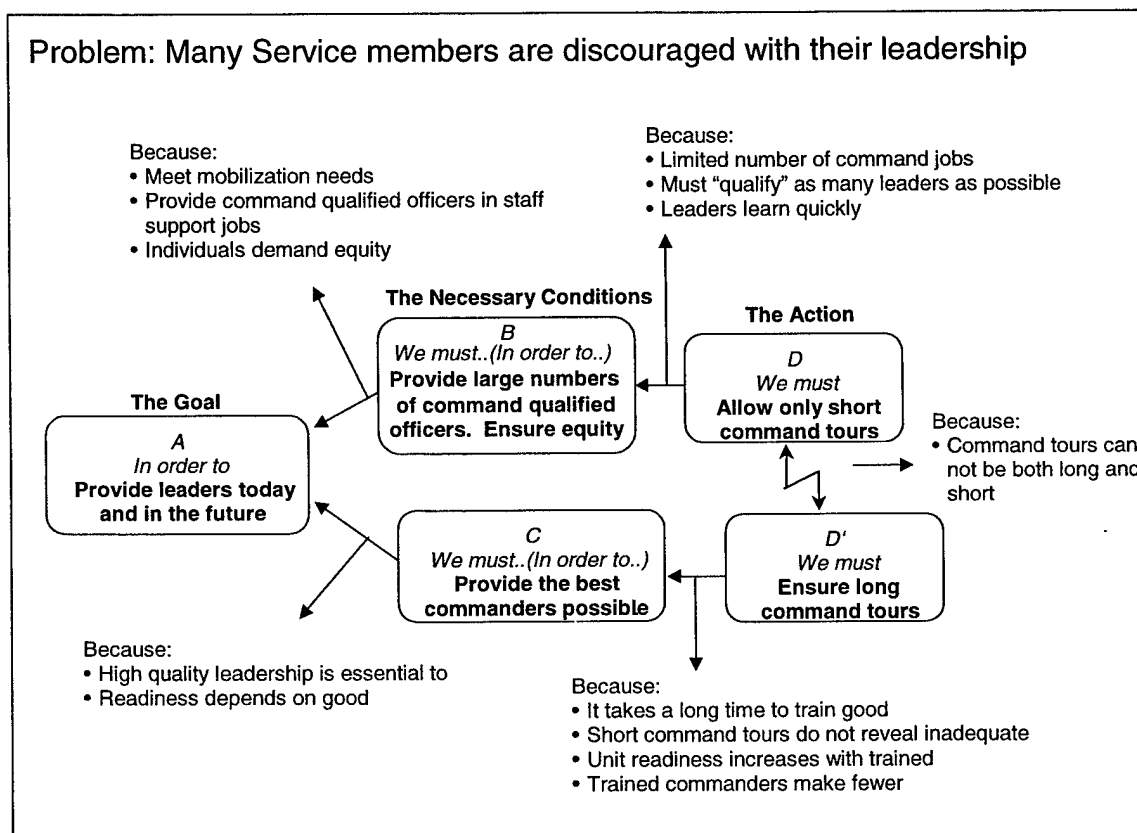 Problem: Many Service members are discouraged with their leadership
Because:
• Meet mobilization needs
• Provide command qualified officers in staff
support jobs
• Individuals demand equity
Because:
• Limited number of command jobs
• Must “qualify” as many leaders as possible
• Leaders learn quickly
The Necessary Conditions
B
We must..(In order to..)
Provide large numbers
of command qualified
officers.  Ensure equity
The Action
D
We must
Allow only short
command tours
The Goal
A
In order to
Provide leaders today
and in the future
Because:
• Command tours can
not be both long and
short
C
We must..(In order to..)
Provide the best
commanders possible
D'
We must
Ensure long
command tours
Because:
• High quality leadership is essential to
• Readiness depends on good
Because:
• It takes a long time to train good
• Short command tours do not reveal inadequate
• Unit readiness increases with trained
• Trained commanders make fewer